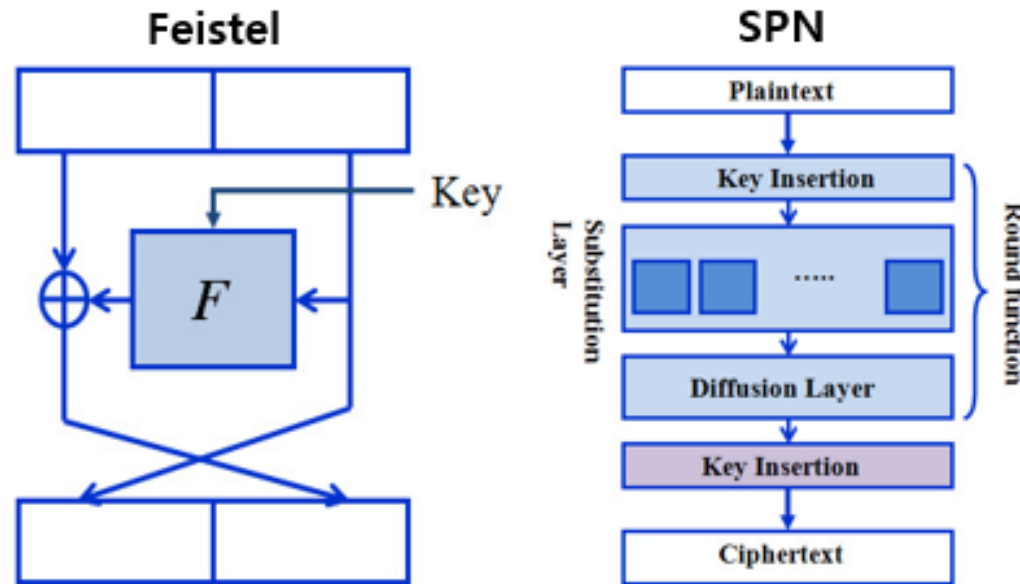 Feistel
Key
F
SPN
Plaintext
Key Insertion
Substitution
Layer
.....
Diffusion Layer
Round function
Key Insertion
Ciphertext